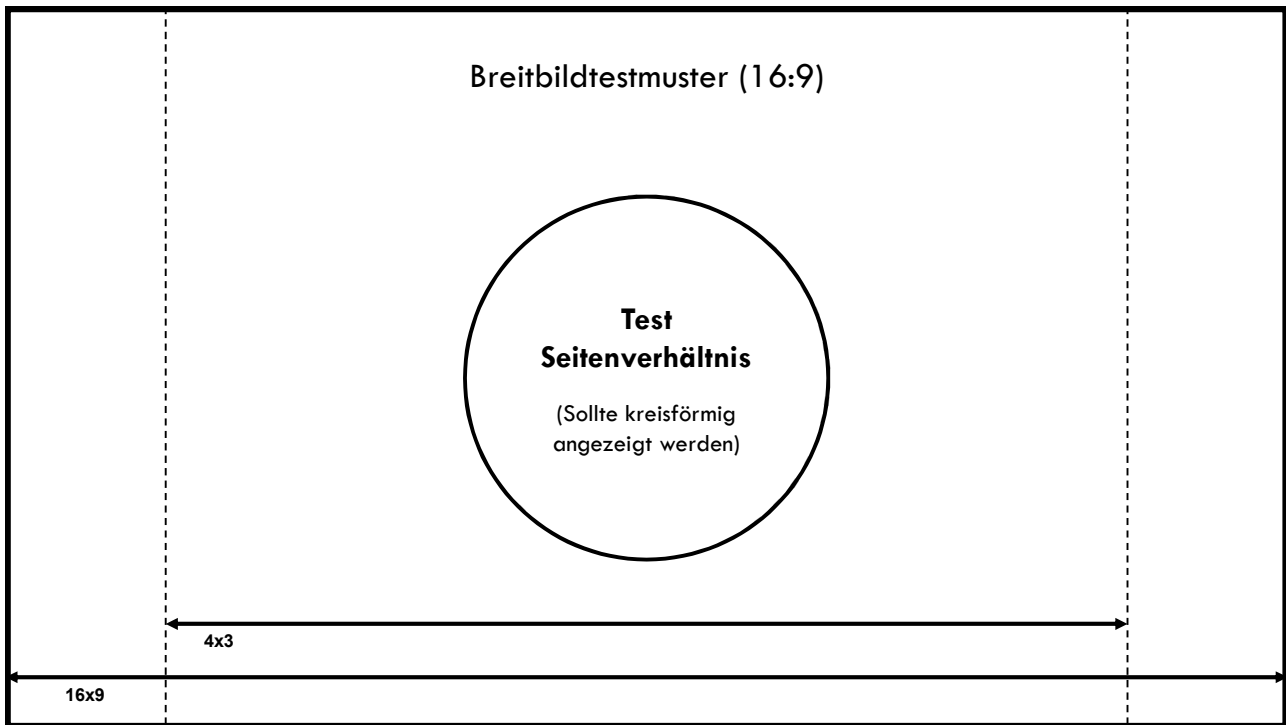 Breitbildtestmuster (16:9)
Test
Seitenverhältnis
(Sollte kreisförmig
angezeigt werden)
4x3
16x9